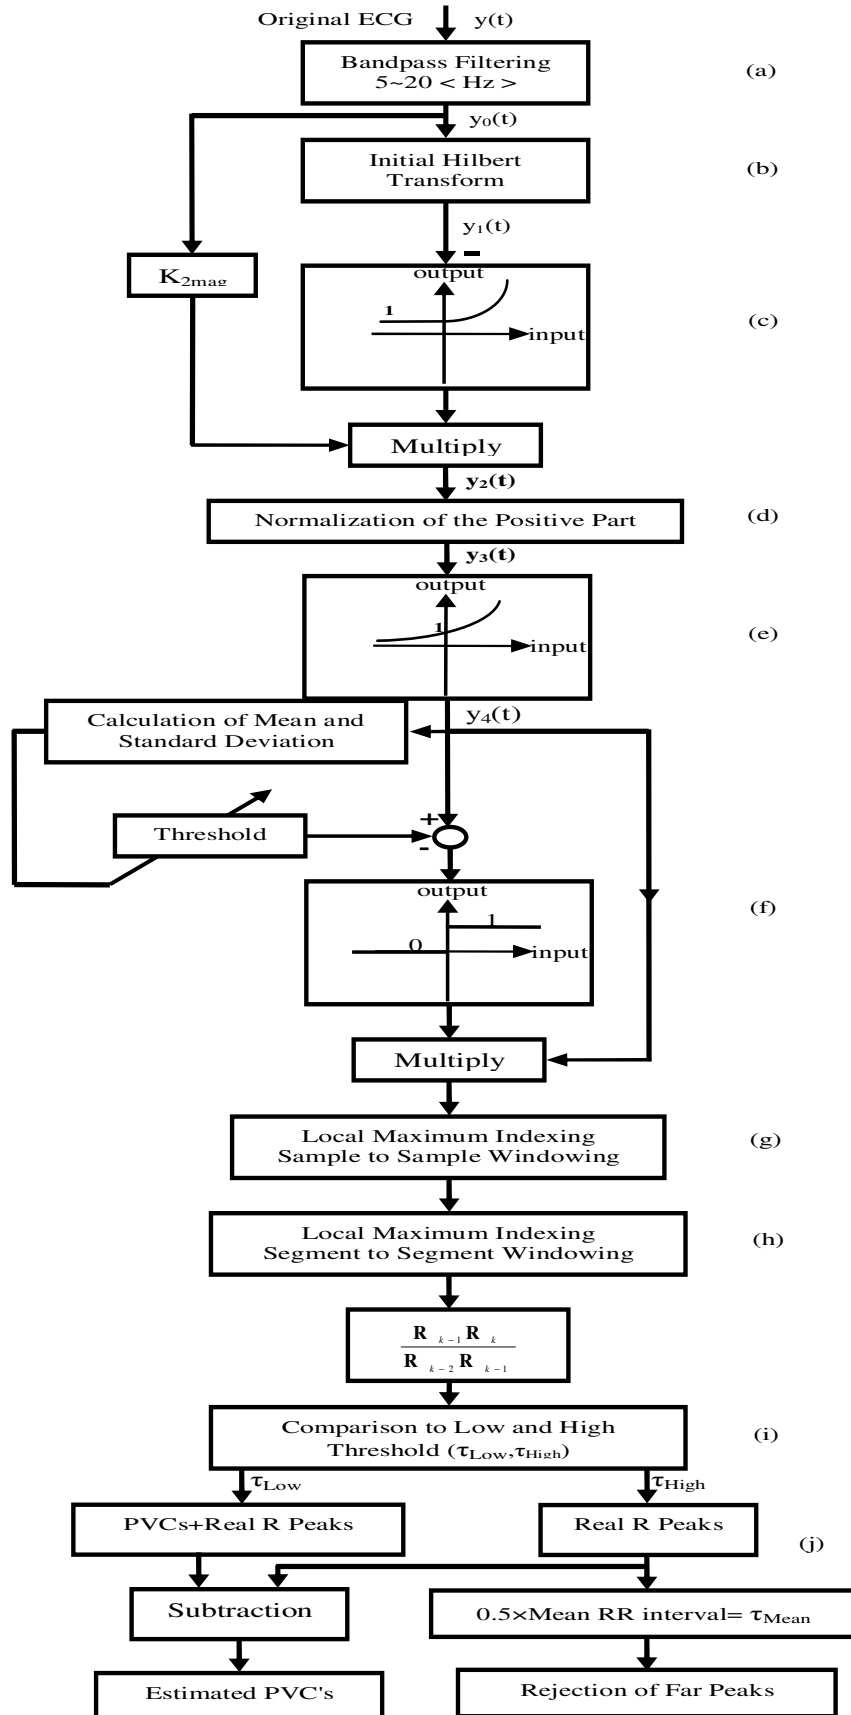 Original ECG y(t)
Bandpass Filtering
5~20 < Hz >
(a)
y₀(t)
Initial Hilbert
Transform
(b)
y₁(t)
-
K₂mag
output
1
input
(c)
Multiply
y₂(t)
Normalization of the Positive Part
(d)
y₃(t)
output
1
input
(e)
Calculation of Mean and
Standard Deviation
y₄(t)
+
Threshold
-
output
1
0
input
(f)
Multiply
Local Maximum Indexing
Sample to Sample Windowing
(g)
Local Maximum Indexing
Segment to Segment Windowing
(h)
R k-1 R k
R k-2 R k-1
Comparison to Low and High
Threshold (τLow,τHigh)
(i)
τLow
τHigh
PVCs+Real R Peaks
Real R Peaks
(j)
Subtraction
0.5×Mean RR interval= τMean
Estimated PVC's
Rejection of Far Peaks